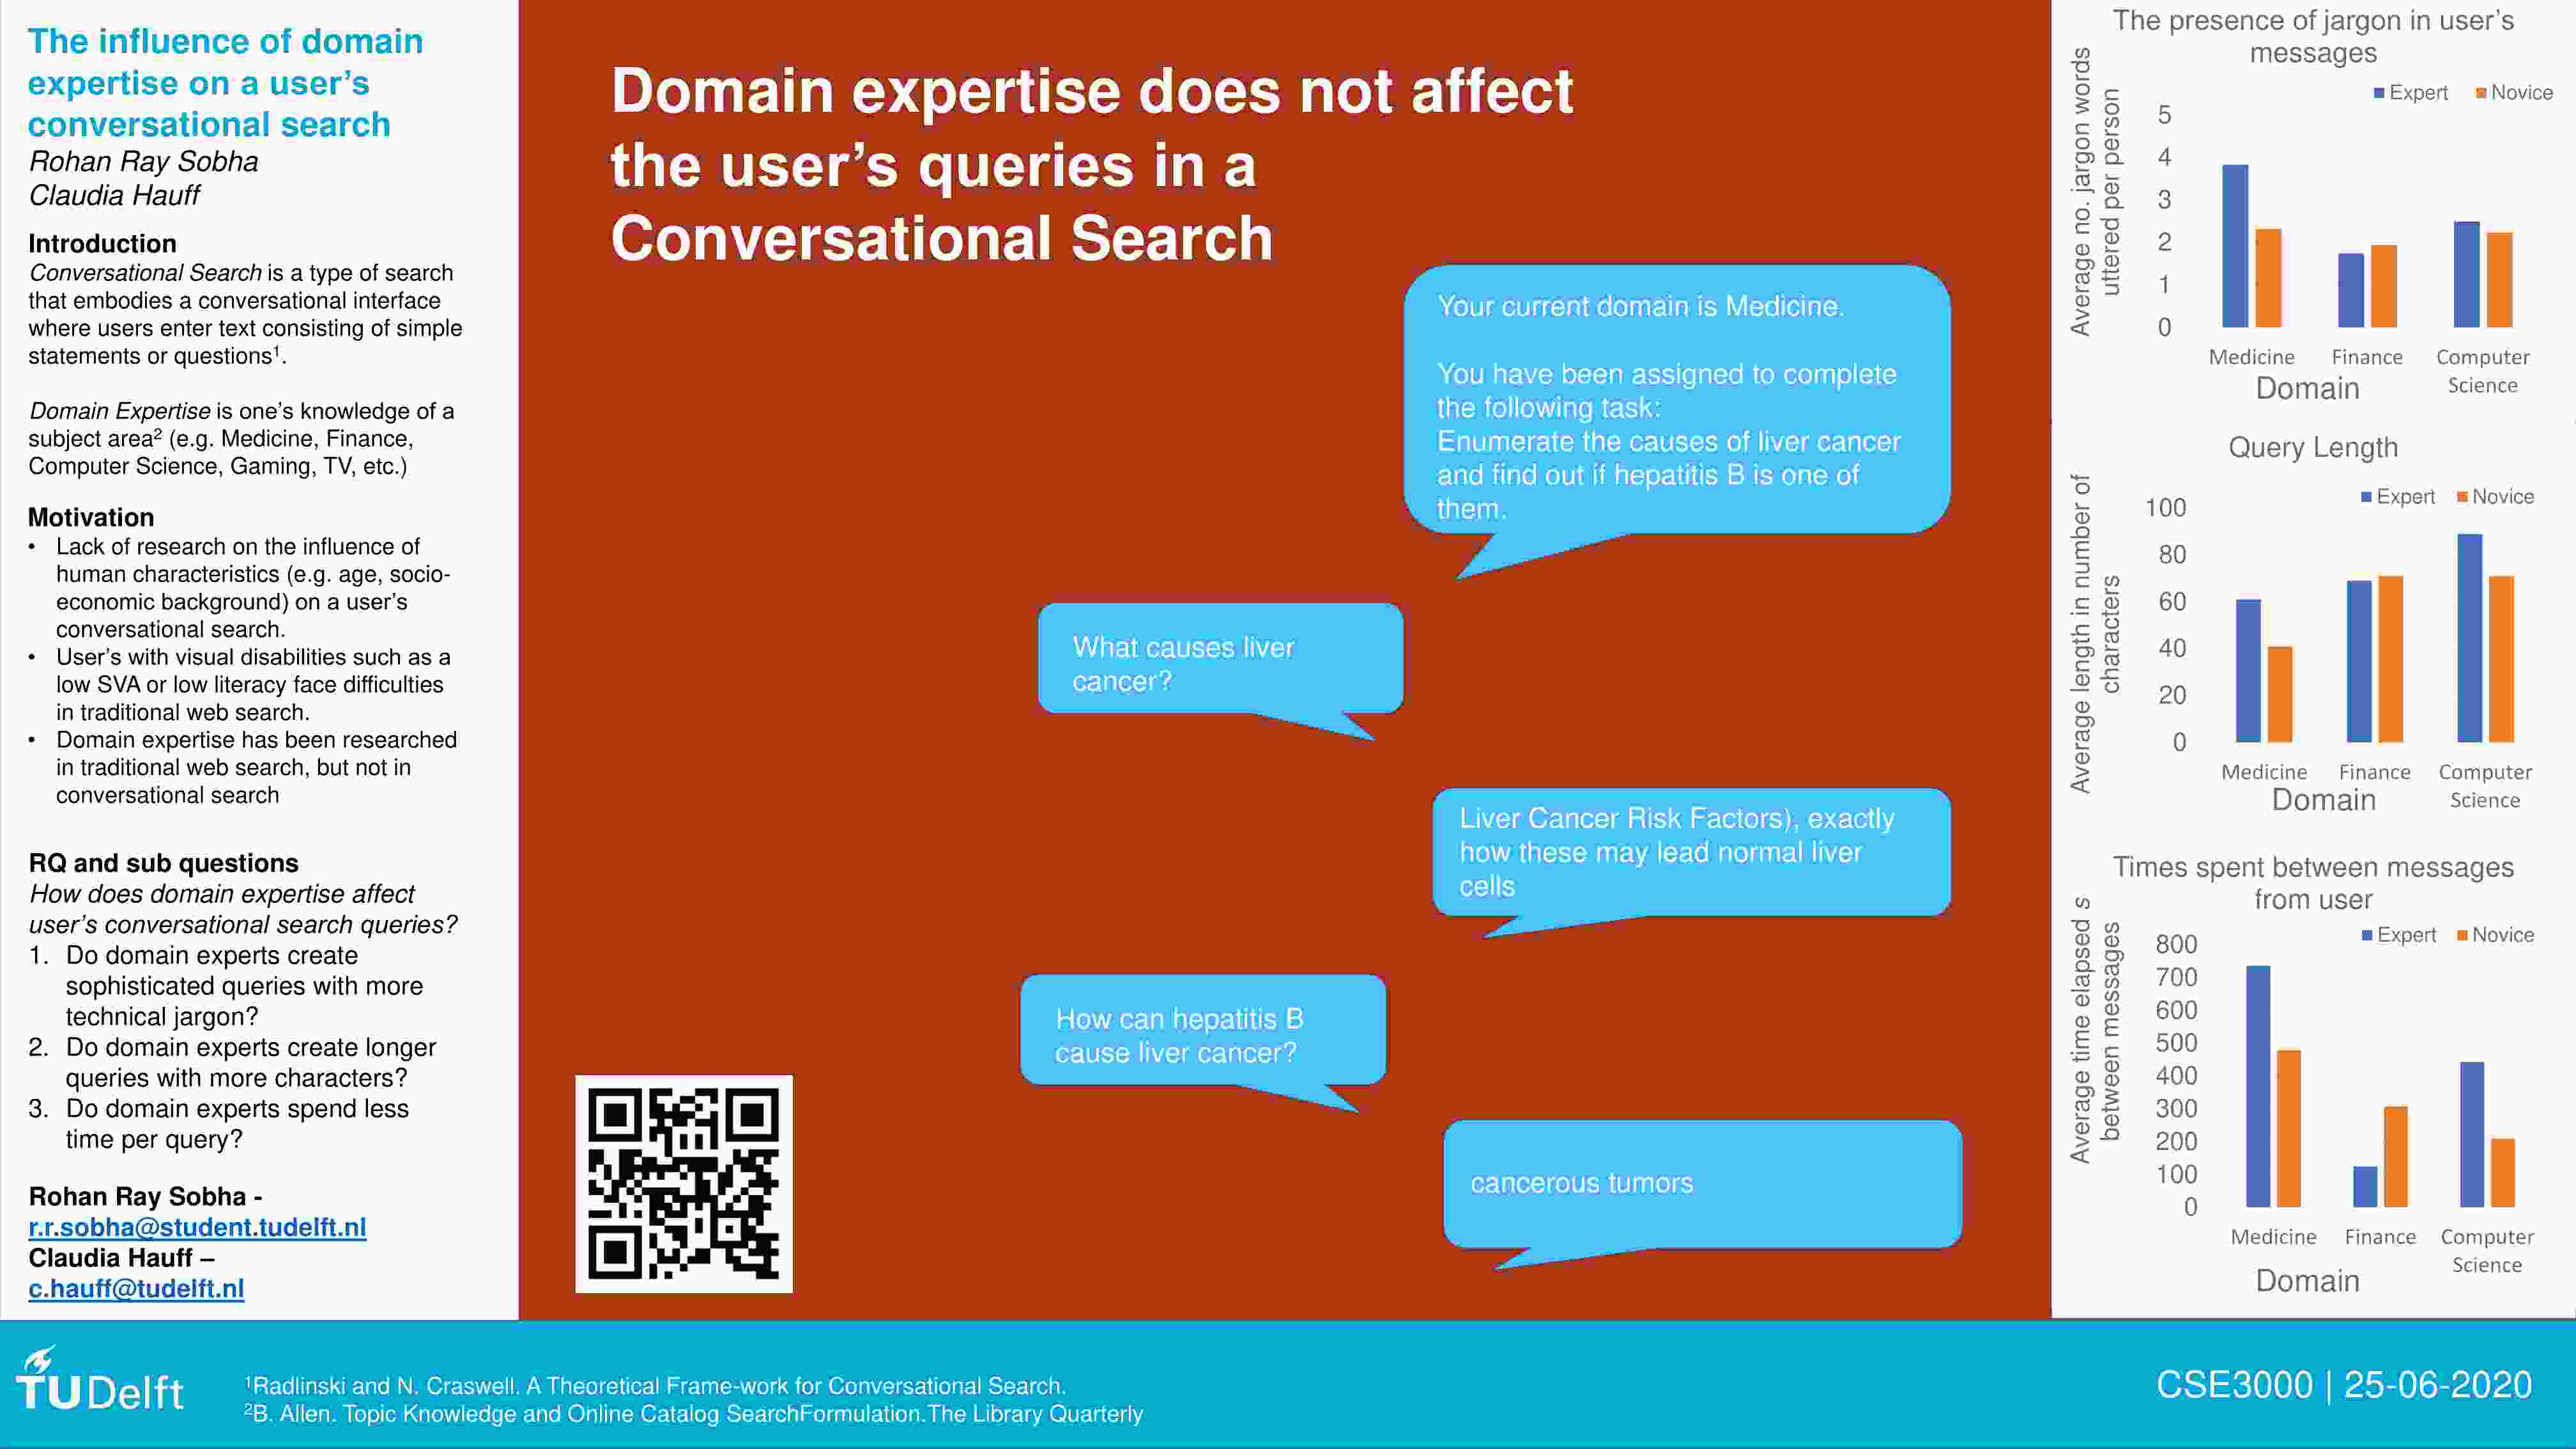 The influence of domain
expertise on a user's
conversational search
Rohan Ray Sobha
Claudia Hauff
Introduction
Conversational Search is a type of search
that embodies a conversational interface
where users enter text consisting of simple
statements or questions¹.
Domain Expertise is one's knowledge of a
subject area² (e.g. Medicine, Finance,
Computer Science, Gaming, TV, etc.)
Motivation
• Lack of research on the influence of
human characteristics (e.g. age, socio-
economic background) on a user's
conversational search.
• User's with visual disabilities such as a
low SVA or low literacy face difficulties
in traditional web search.
• Domain expertise has been researched
in traditional web search, but not in
conversational search
RQ and sub questions
How does domain expertise affect
user's conversational search queries?
1. Do domain experts create
sophisticated queries with more
technical jargon?
2. Do domain experts create longer
queries with more characters?
3. Do domain experts spend less
time per query?
Rohan Ray Sobha -
r.r.sobha@student.tudelft.nl
Claudia Hauff –
c.hauff@tudelft.nl
Domain expertise does not affect
the user's queries in a
Conversational Search
Your current domain is Medicine.
You have been assigned to complete
the following task:
Enumerate the causes of liver cancer
and find out if hepatitis B is one of
them.
What causes liver
cancer?
Liver Cancer Risk Factors), exactly
how these may lead normal liver
cells
How can hepatitis B
cause liver cancer?
cancerous tumors
The presence of jargon in user's
messages
Expert Novice
Average no. jargon words
uttered per person
5
4
3
2
1
0
Medicine Finance Computer
Science
Domain
Query Length
Expert Novice
Average length in number of
characters
100
80
60
40
20
0
Medicine Finance Computer
Science
Domain
Times spent between messages
from user
Expert Novice
Average time elapsed s
between messages
800
700
600
500
400
300
200
100
0
Medicine Finance Computer
Science
Domain
TU Delft
¹Radlinski and N. Craswell. A Theoretical Frame-work for Conversational Search.
²B. Allen. Topic Knowledge and Online Catalog SearchFormulation.The Library Quarterly
CSE3000 | 25-06-2020